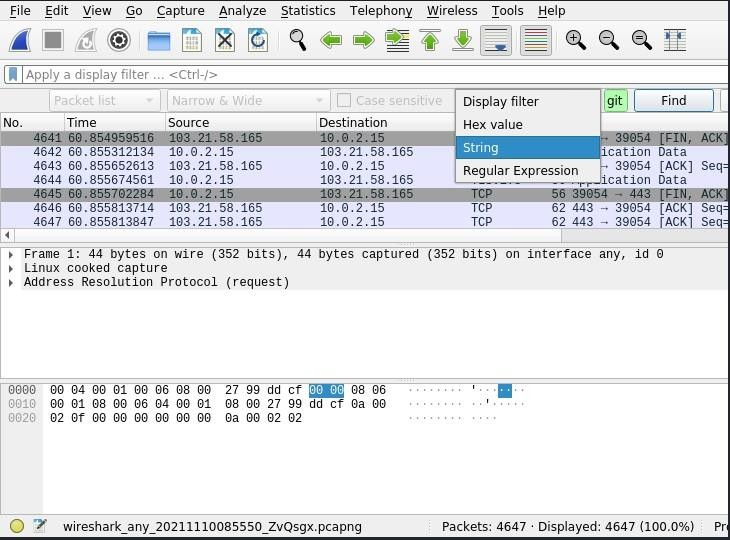 File Edit View Go Capture Analyze Statistics Telephony Wireless Tools Help
Apply a display filter ... <Ctrl-/>
Packet list Narrow & Wide Case sensitive git Find
Display filter
Hex value
String
Regular Expression
No. Time Source Destination
4641 60.854959516 103.21.58.165 10.0.2.15 → 39054 [FIN, ACK]
4642 60.855312134 10.0.2.15 103.21.58.165 ication Data
4643 60.855652613 103.21.58.165 10.0.2.15 → 39054 [ACK] Seq=
4644 60.855674561 10.0.2.15 103.21.58.165 Application Data
4645 60.855702284 10.0.2.15 103.21.58.165 TCP 56 39054 → 443 [FIN, ACK]
4646 60.855813714 103.21.58.165 10.0.2.15 TCP 62 443 → 39054 [ACK] Seq=
4647 60.855813847 103.21.58.165 10.0.2.15 TCP 62 443 → 39054 [ACK] Seq=
Frame 1: 44 bytes on wire (352 bits), 44 bytes captured (352 bits) on interface any, id 0
Linux cooked capture
Address Resolution Protocol (request)
0000 00 04 00 01 00 06 08 00 27 99 dd cf 00 00 08 06 ········ '·······
0010 00 01 08 00 06 04 00 01 08 00 27 99 dd cf 0a 00 ········ ··'·····
0020 02 0f 00 00 00 00 00 00 0a 00 02 02 ········ ····
wireshark_any_20211110085550_ZvQsgx.pcapng Packets: 4647 · Displayed: 4647 (100.0%) Pr